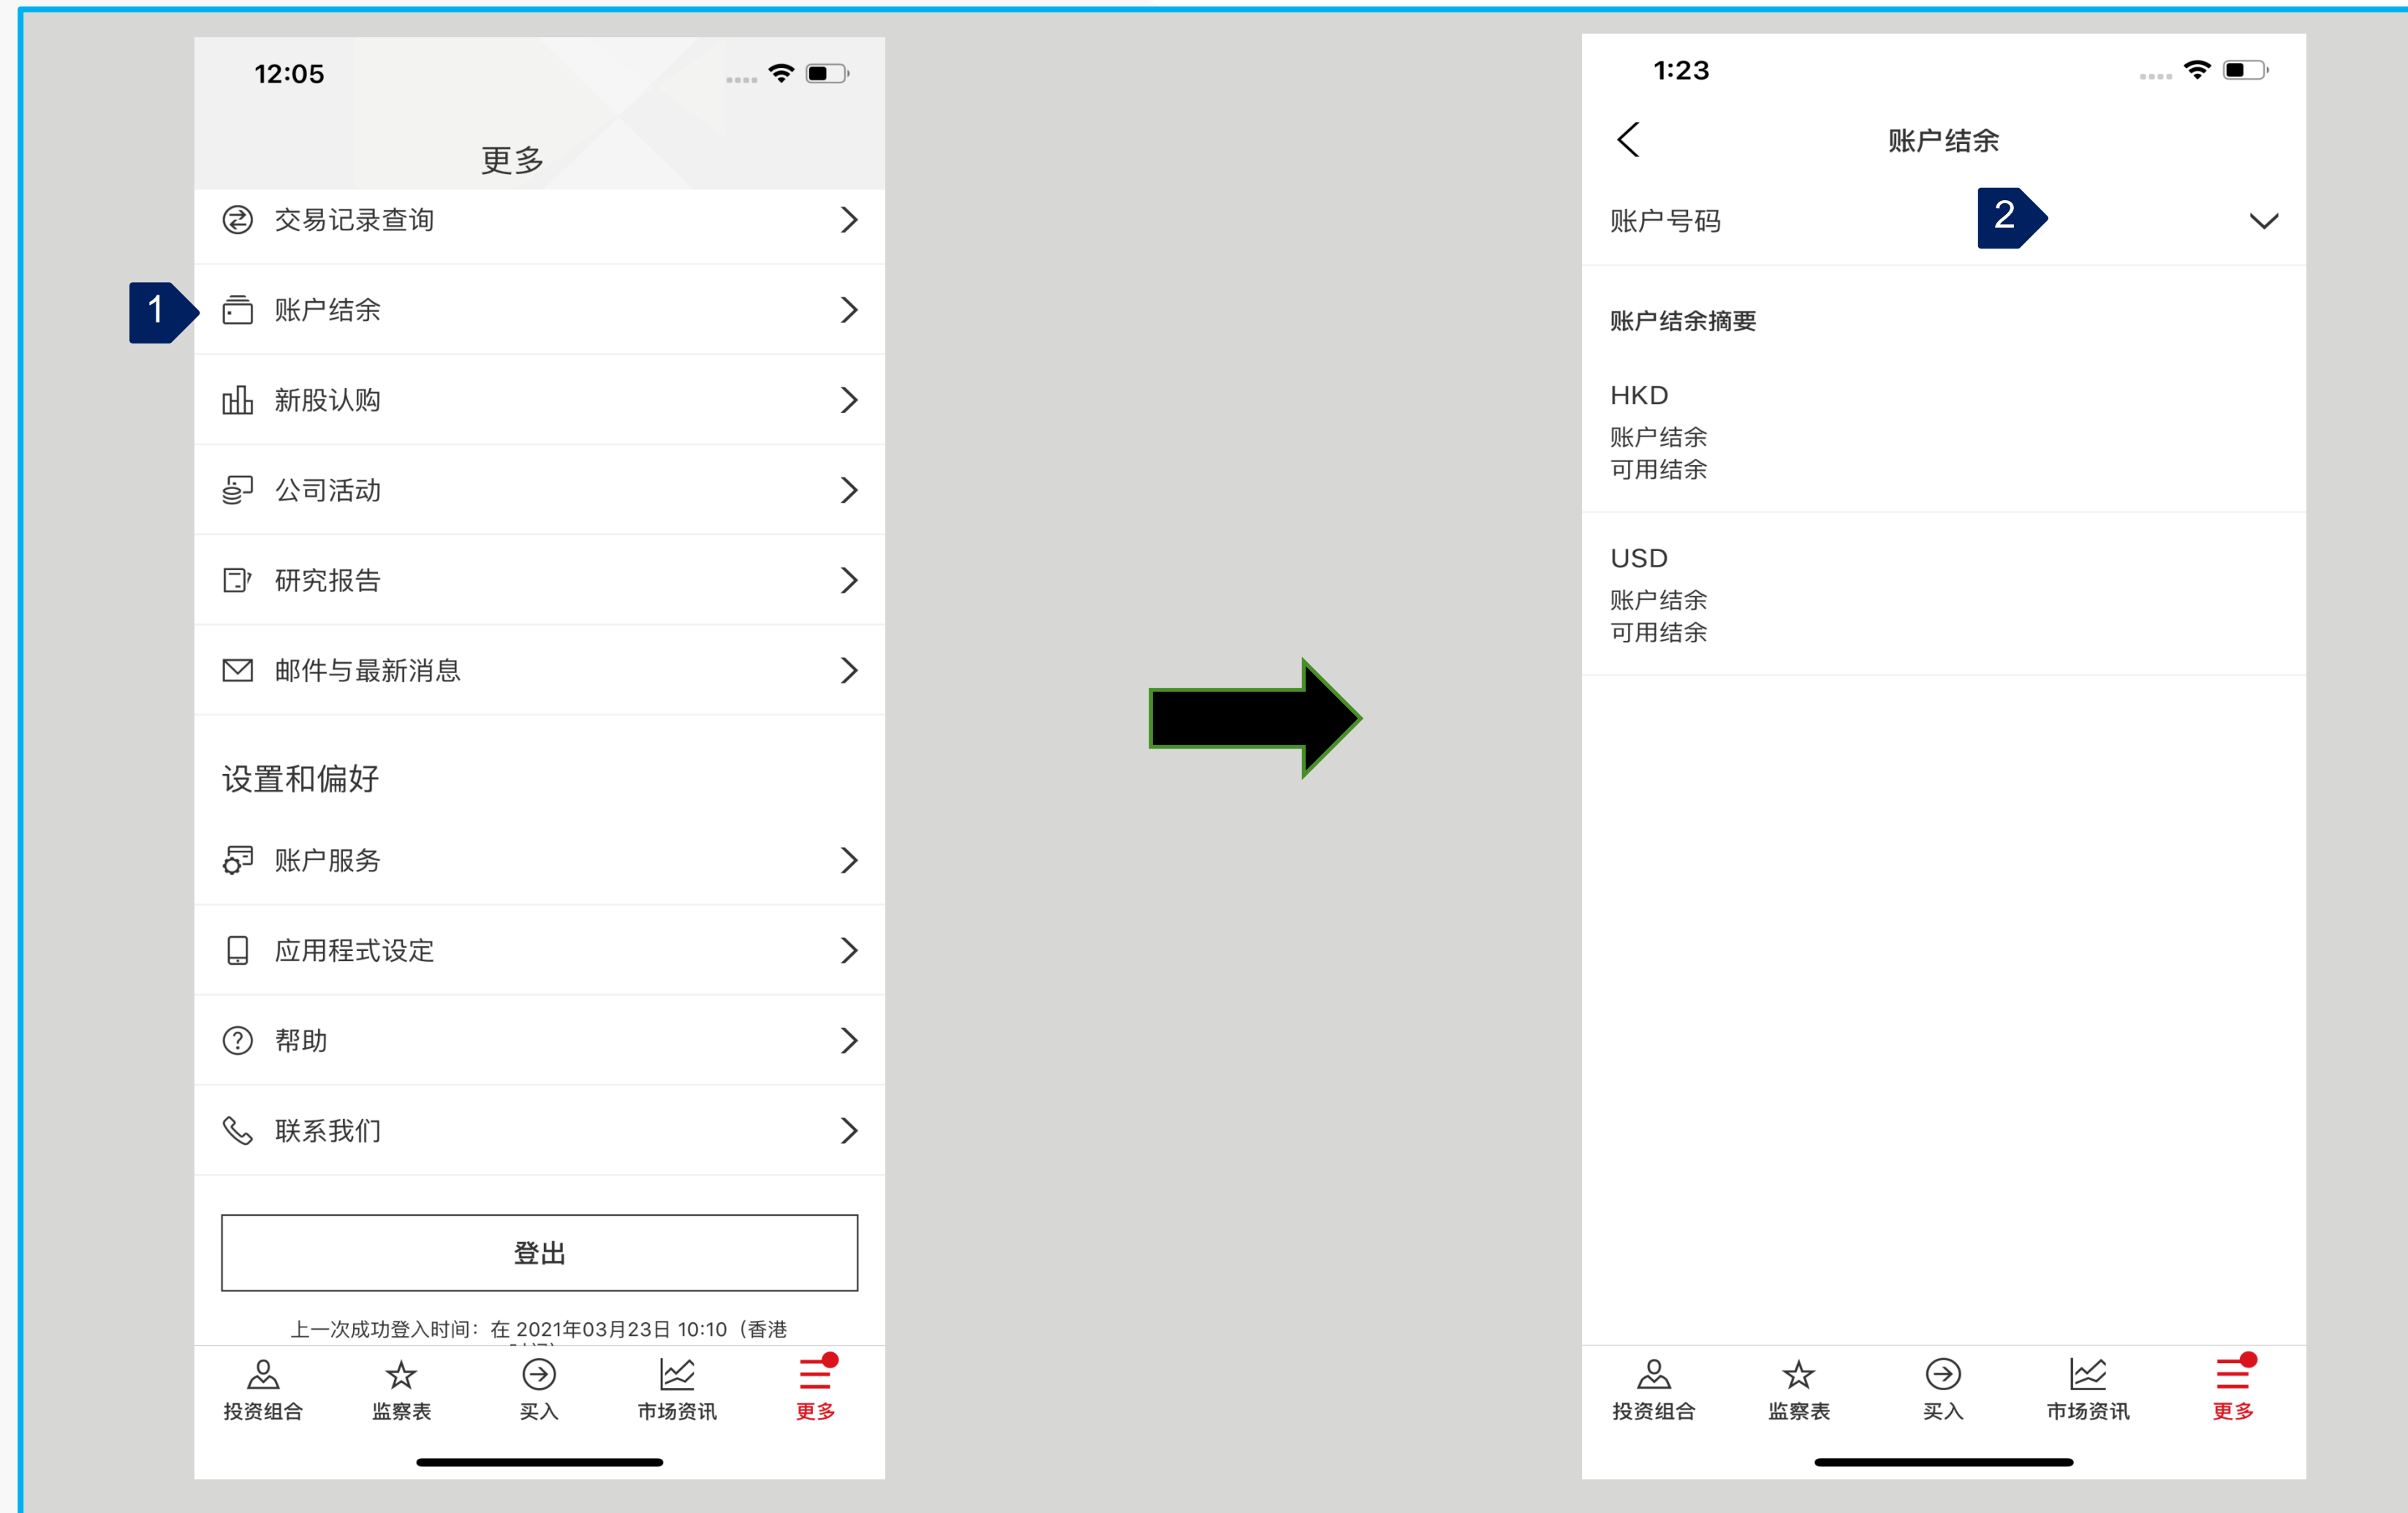 12:05
更多
交易记录查询
1
账户结余
新股认购
公司活动
研究报告
邮件与最新消息
设置和偏好
账户服务
应用程式设定
帮助
联系我们
登出
上一次成功登入时间：在 2021年03月23日 10:10（香港
投资组合 监察表 买入 市场资讯 更多
1:23
账户结余
账户号码
2
账户结余摘要
HKD
账户结余
可用结余
USD
账户结余
可用结余
投资组合 监察表 买入 市场资讯 更多